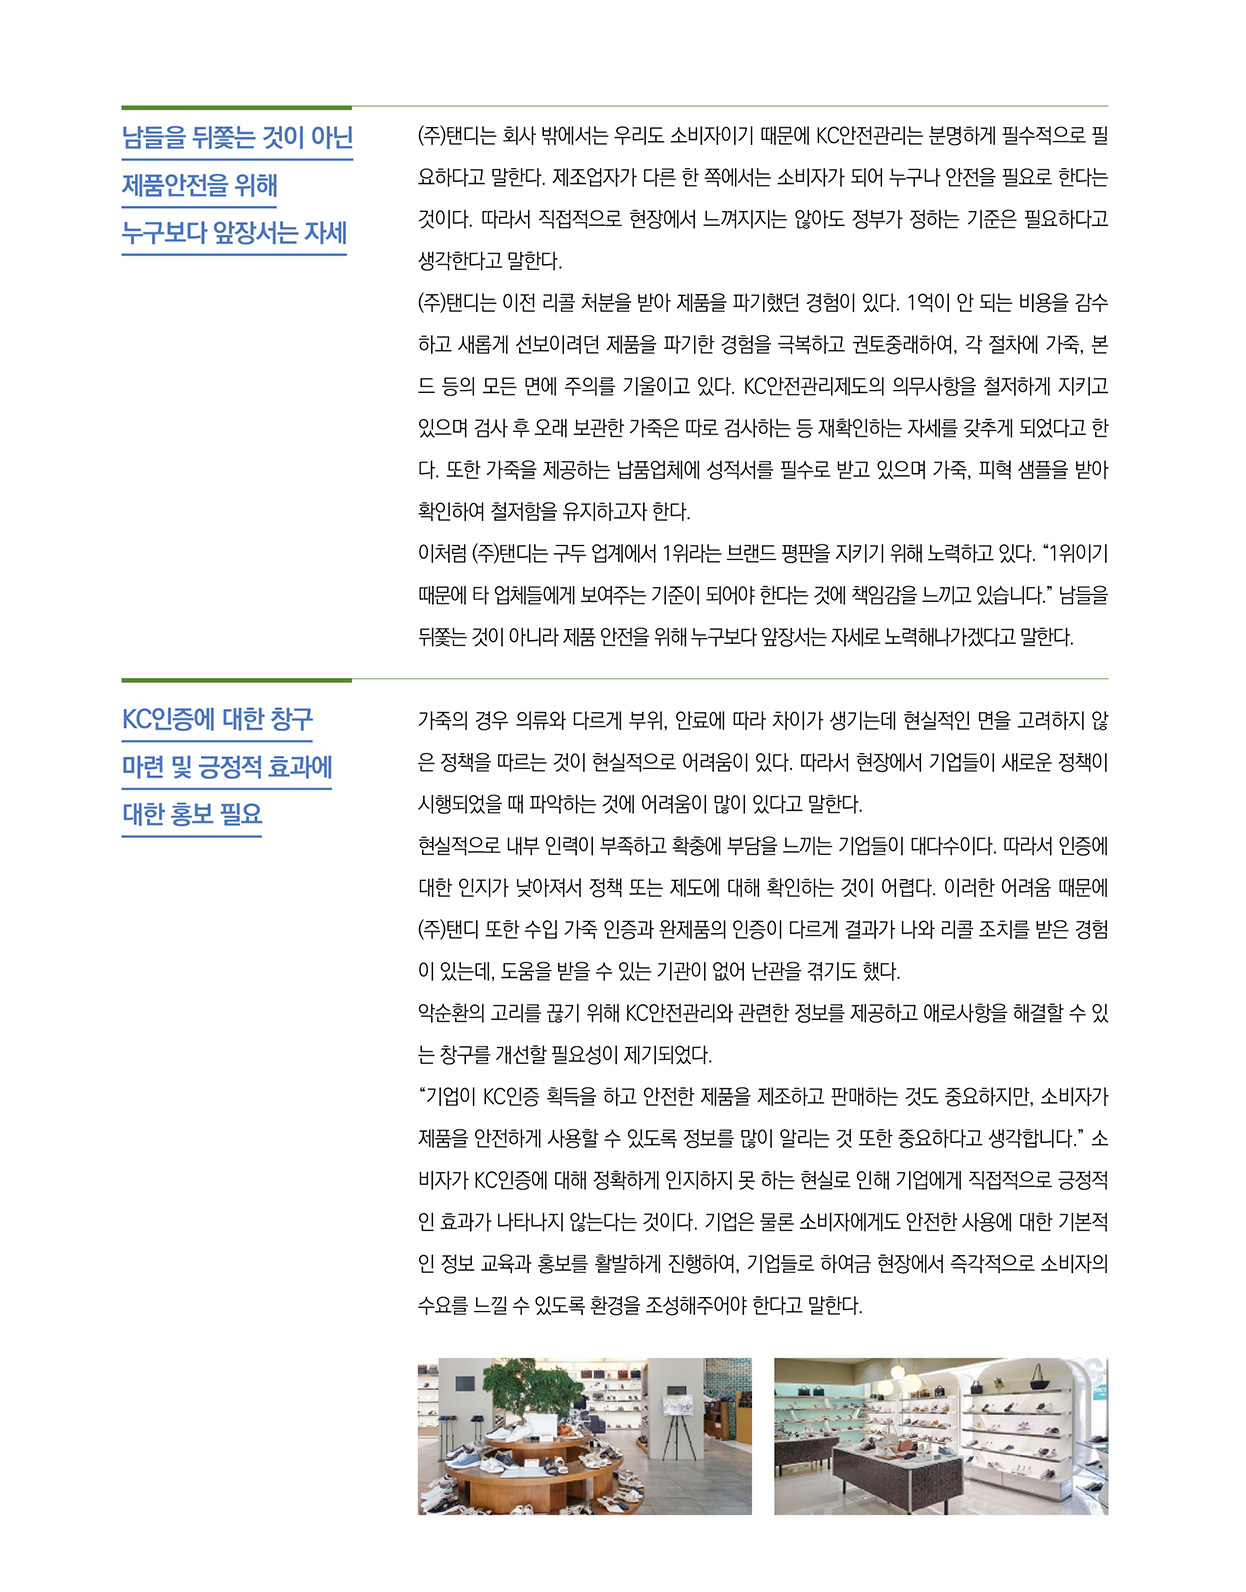 남들을 뒤쫓는 것이 아닌
제품안전을 위해
누구보다 앞장서는 자세
(주)탠디는 회사 밖에서는 우리도 소비자이기 때문에 KC안전관리는 분명하게 필수적으로 필
요하다고 말한다. 제조업자가 다른 한 쪽에서는 소비자가 되어 누구나 안전을 필요로 한다는
것이다. 따라서 직접적으로 현장에서 느껴지지는 않아도 정부가 정하는 기준은 필요하다고
생각한다고 말한다.
(주)탠디는 이전 리콜 처분을 받아 제품을 파기했던 경험이 있다. 1억이 안 되는 비용을 감수
하고 새롭게 선보이려던 제품을 파기한 경험을 극복하고 권토중래하여, 각 절차에 가죽, 본
드 등의 모든 면에 주의를 기울이고 있다. KC안전관리제도의 의무사항을 철저하게 지키고
있으며 검사 후 오래 보관한 가죽은 따로 검사하는 등 재확인하는 자세를 갖추게 되었다고 한
다. 또한 가죽을 제공하는 납품업체에 성적서를 필수로 받고 있으며 가죽, 피혁 샘플을 받아
확인하여 철저함을 유지하고자 한다.
이처럼 (주)탠디는 구두 업계에서 1위라는 브랜드 평판을 지키기 위해 노력하고 있다. “1위이기
때문에 타 업체들에게 보여주는 기준이 되어야 한다는 것에 책임감을 느끼고 있습니다.” 남들을
뒤쫓는 것이 아니라 제품 안전을 위해 누구보다 앞장서는 자세로 노력해나가겠다고 말한다.
KC인증에 대한 창구
마련 및 긍정적 효과에
대한 홍보 필요
가죽의 경우 의류와 다르게 부위, 안료에 따라 차이가 생기는데 현실적인 면을 고려하지 않
은 정책을 따르는 것이 현실적으로 어려움이 있다. 따라서 현장에서 기업들이 새로운 정책이
시행되었을 때 파악하는 것에 어려움이 많이 있다고 말한다.
현실적으로 내부 인력이 부족하고 확충에 부담을 느끼는 기업들이 대다수이다. 따라서 인증에
대한 인지가 낮아져서 정책 또는 제도에 대해 확인하는 것이 어렵다. 이러한 어려움 때문에
(주)탠디 또한 수입 가죽 인증과 완제품의 인증이 다르게 결과가 나와 리콜 조치를 받은 경험
이 있는데, 도움을 받을 수 있는 기관이 없어 난관을 겪기도 했다.
악순환의 고리를 끊기 위해 KC안전관리와 관련한 정보를 제공하고 애로사항을 해결할 수 있
는 창구를 개선할 필요성이 제기되었다.
“기업이 KC인증 획득을 하고 안전한 제품을 제조하고 판매하는 것도 중요하지만, 소비자가
제품을 안전하게 사용할 수 있도록 정보를 많이 알리는 것 또한 중요하다고 생각합니다.” 소
비자가 KC인증에 대해 정확하게 인지하지 못 하는 현실로 인해 기업에게 직접적으로 긍정적
인 효과가 나타나지 않는다는 것이다. 기업은 물론 소비자에게도 안전한 사용에 대한 기본적
인 정보 교육과 홍보를 활발하게 진행하여, 기업들로 하여금 현장에서 즉각적으로 소비자의
수요를 느낄 수 있도록 환경을 조성해주어야 한다고 말한다.